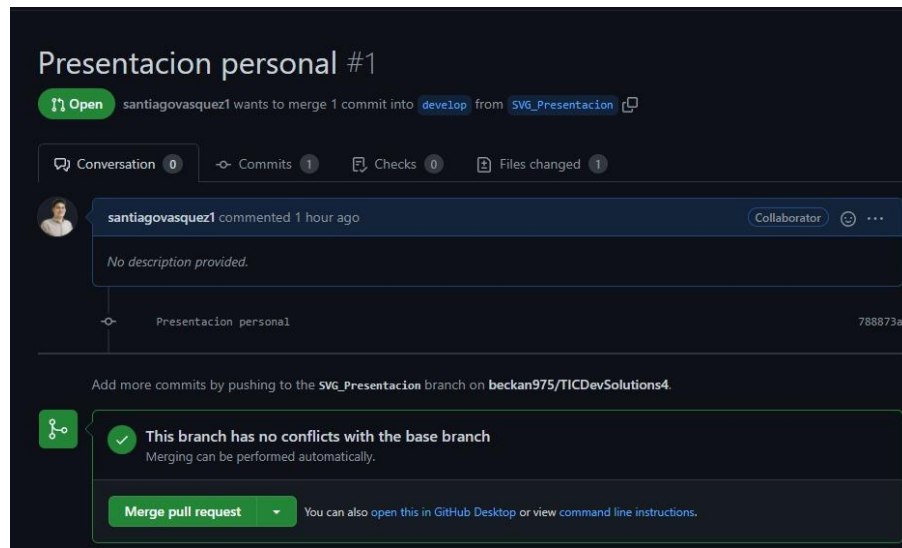 Presentacion personal #1
Open santiagovasquez1 wants to merge 1 commit into develop from SVG_Presentacion
Conversation 0 Commits 1 Checks 0 Files changed 1
santiagovasquez1 commented 1 hour ago Collaborator ...
No description provided.
Presentacion personal 788873a
Add more commits by pushing to the SVG_Presentacion branch on beckan975/TICDevSolutions4.
This branch has no conflicts with the base branch
Merging can be performed automatically.
Merge pull request You can also open this in GitHub Desktop or view command line instructions.